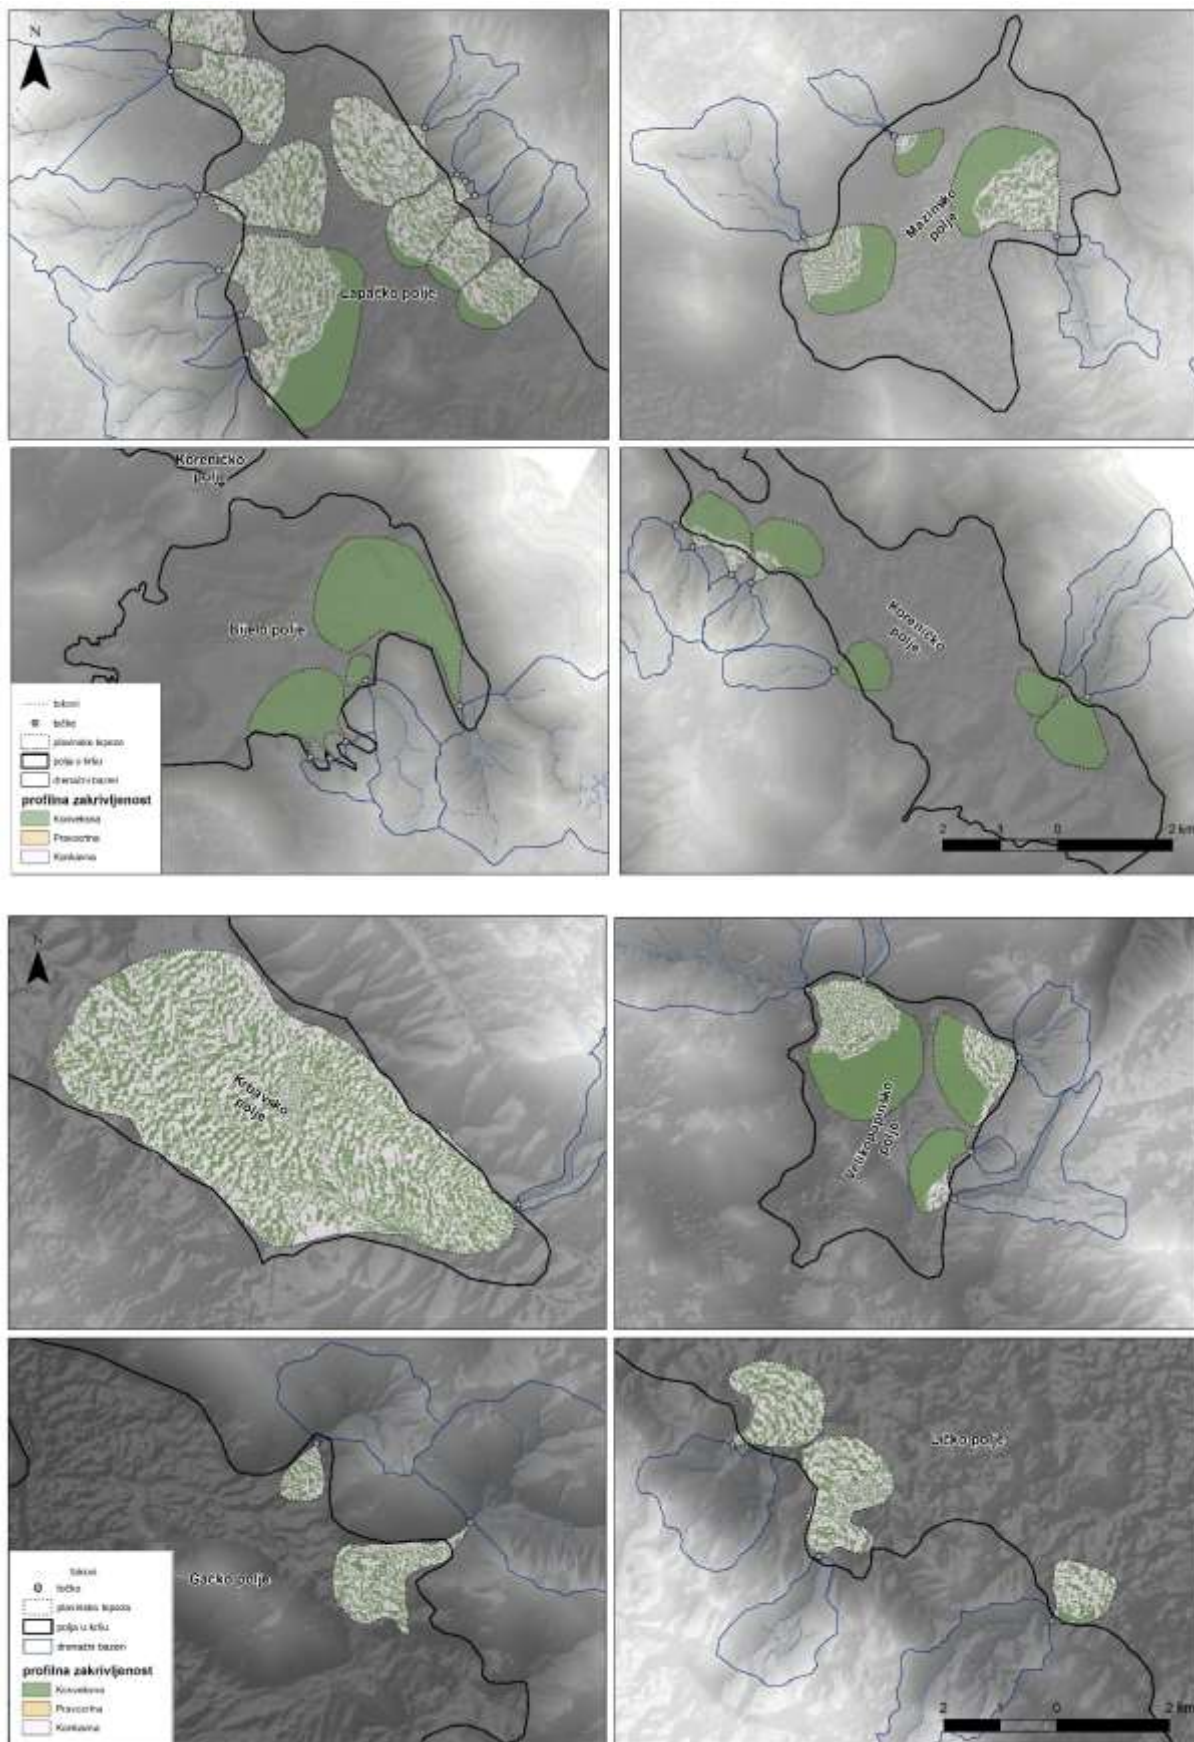 N
Lapačko polje
Mazinsko
polje
Koreničko
polje
Bijelo polje
tokovi
točke
plavinske lepeze
polja u kršu
drenažni bazeni
profilna zakrivljenost
Konveksna
Pravocrtna
Konkavna
Koreničko
polje
2 1 0 2 km
N
Krbavsko
polje
Velikopopinsko
polje
Gacko polje
tokovi
točke
plavinske lepeze
polja u kršu
drenažni bazeni
profilna zakrivljenost
Konveksna
Pravocrtna
Konkavna
Ličko polje
2 1 0 2 km